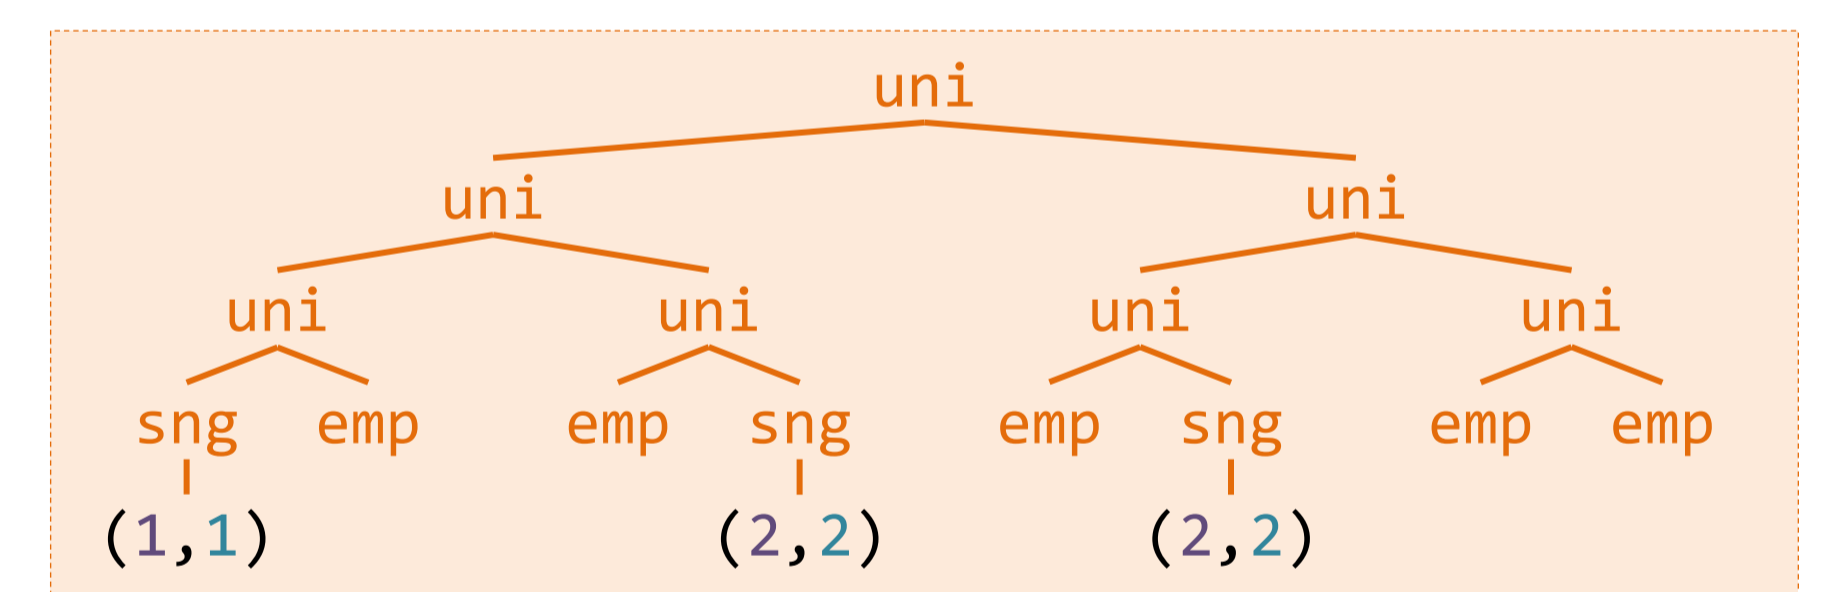 uni
uni uni
uni uni uni uni
sng emp emp sng emp sng emp emp
(1,1) (2,2) (2,2)